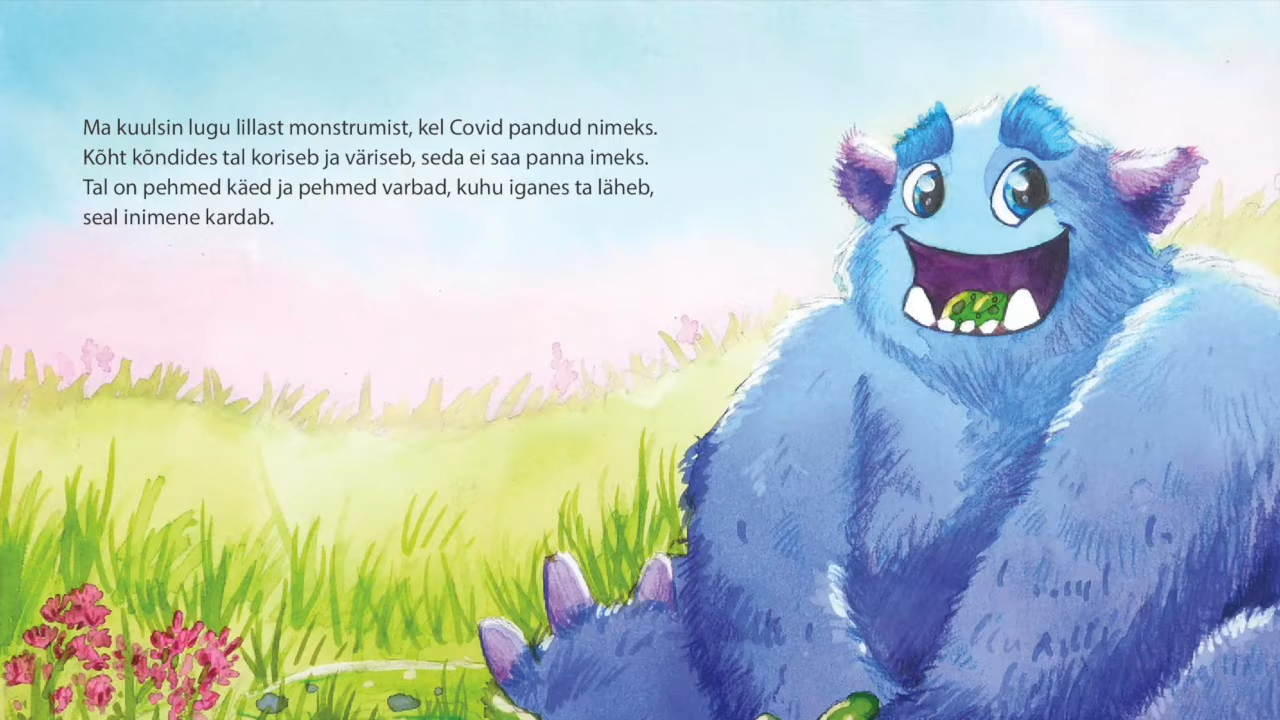 Ma kuulsin lugu lillast monstrumist, kel Covid pandud nimeks.
Kõht kõndides tal koriseb ja väriseb, seda ei saa panna imeks.
Tal on pehmed käed ja pehmed varbad, kuhu iganes ta läheb,
seal inimene kardab.